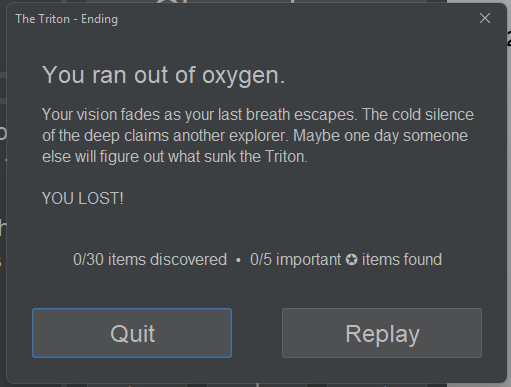 The Triton - Ending
You ran out of oxygen.
Your vision fades as your last breath escapes. The cold silence
of the deep claims another explorer. Maybe one day someone
else will figure out what sunk the Triton.
YOU LOST!
0/30 items discovered • 0/5 important ✪ items found
Quit
Replay